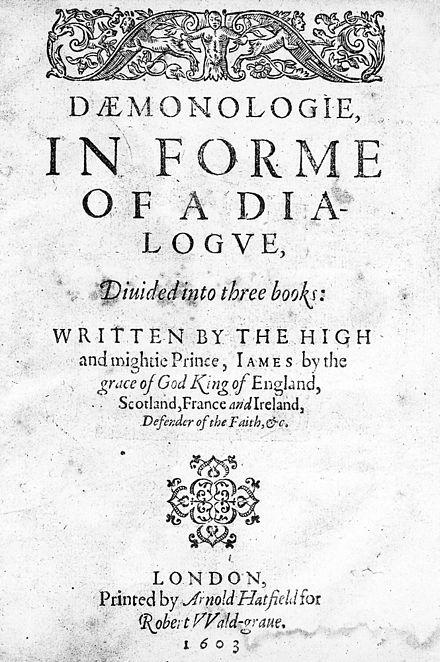 DÆMONOLOGIE,
IN FORME
OF A DIA-
LOGVE,
Diuided into three books:
WRITTEN BY THE HIGH
and mightie Prince, IAMES by the
grace of God King of England,
Scotland, France and Ireland,
Defender of the Faith, &c.
LONDON,
Printed by Arnold Hatfield for
Robert VVald-graue.
1603